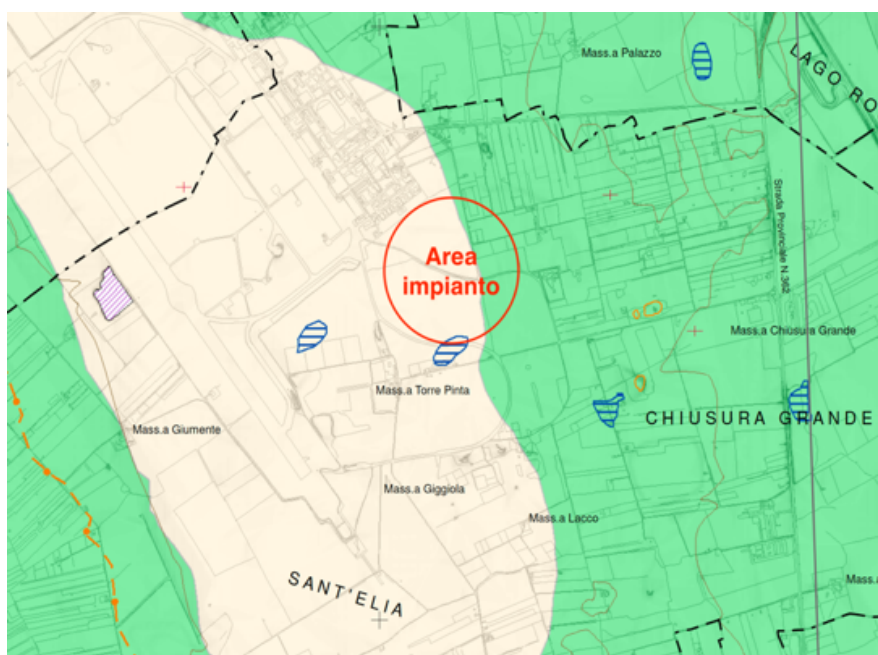 Mass.a Palazzo
LAGO RO
Strada Provinciale N.362
Area
impianto
Mass.a Chiusura Grande
Mass.a Torre Pinta
CHIUSURA GRANDE
Mass.a Giumente
Mass.a Giggiola
Mass.a Lacco
SANT'ELIA
Mass.a